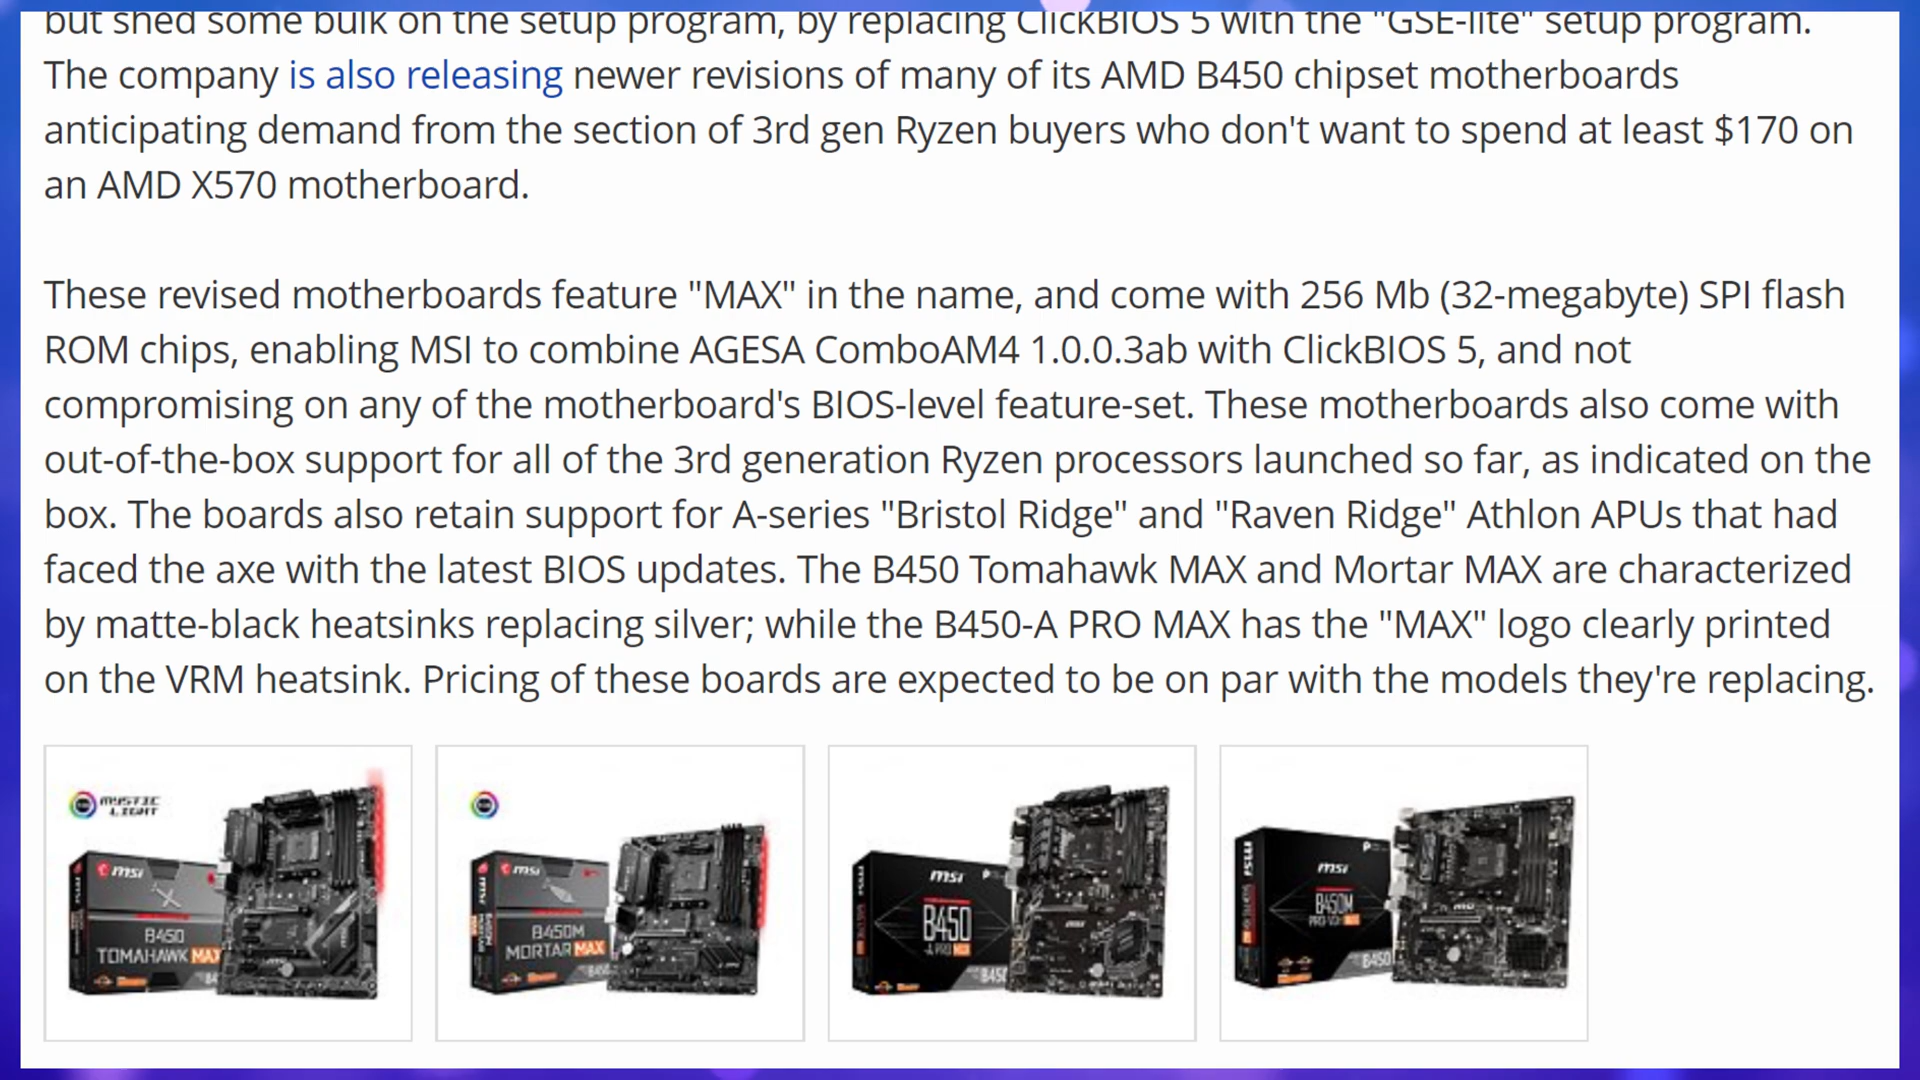 but shed some bulk on the setup program, by replacing ClickBIOS 5 with the "GSE-lite" setup program.
The company is also releasing newer revisions of many of its AMD B450 chipset motherboards
anticipating demand from the section of 3rd gen Ryzen buyers who don't want to spend at least $170 on
an AMD X570 motherboard.
These revised motherboards feature "MAX" in the name, and come with 256 Mb (32-megabyte) SPI flash
ROM chips, enabling MSI to combine AGESA ComboAM4 1.0.0.3ab with ClickBIOS 5, and not
compromising on any of the motherboard's BIOS-level feature-set. These motherboards also come with
out-of-the-box support for all of the 3rd generation Ryzen processors launched so far, as indicated on the
box. The boards also retain support for A-series "Bristol Ridge" and "Raven Ridge" Athlon APUs that had
faced the axe with the latest BIOS updates. The B450 Tomahawk MAX and Mortar MAX are characterized
by matte-black heatsinks replacing silver; while the B450-A PRO MAX has the "MAX" logo clearly printed
on the VRM heatsink. Pricing of these boards are expected to be on par with the models they're replacing.
MYSTIC
LIGHT
msi
B450
TOMAHAWK MAX
msi
B450M
MORTAR MAX
msi
B450
-A PRO MAX
B450
msi
B450M
B450